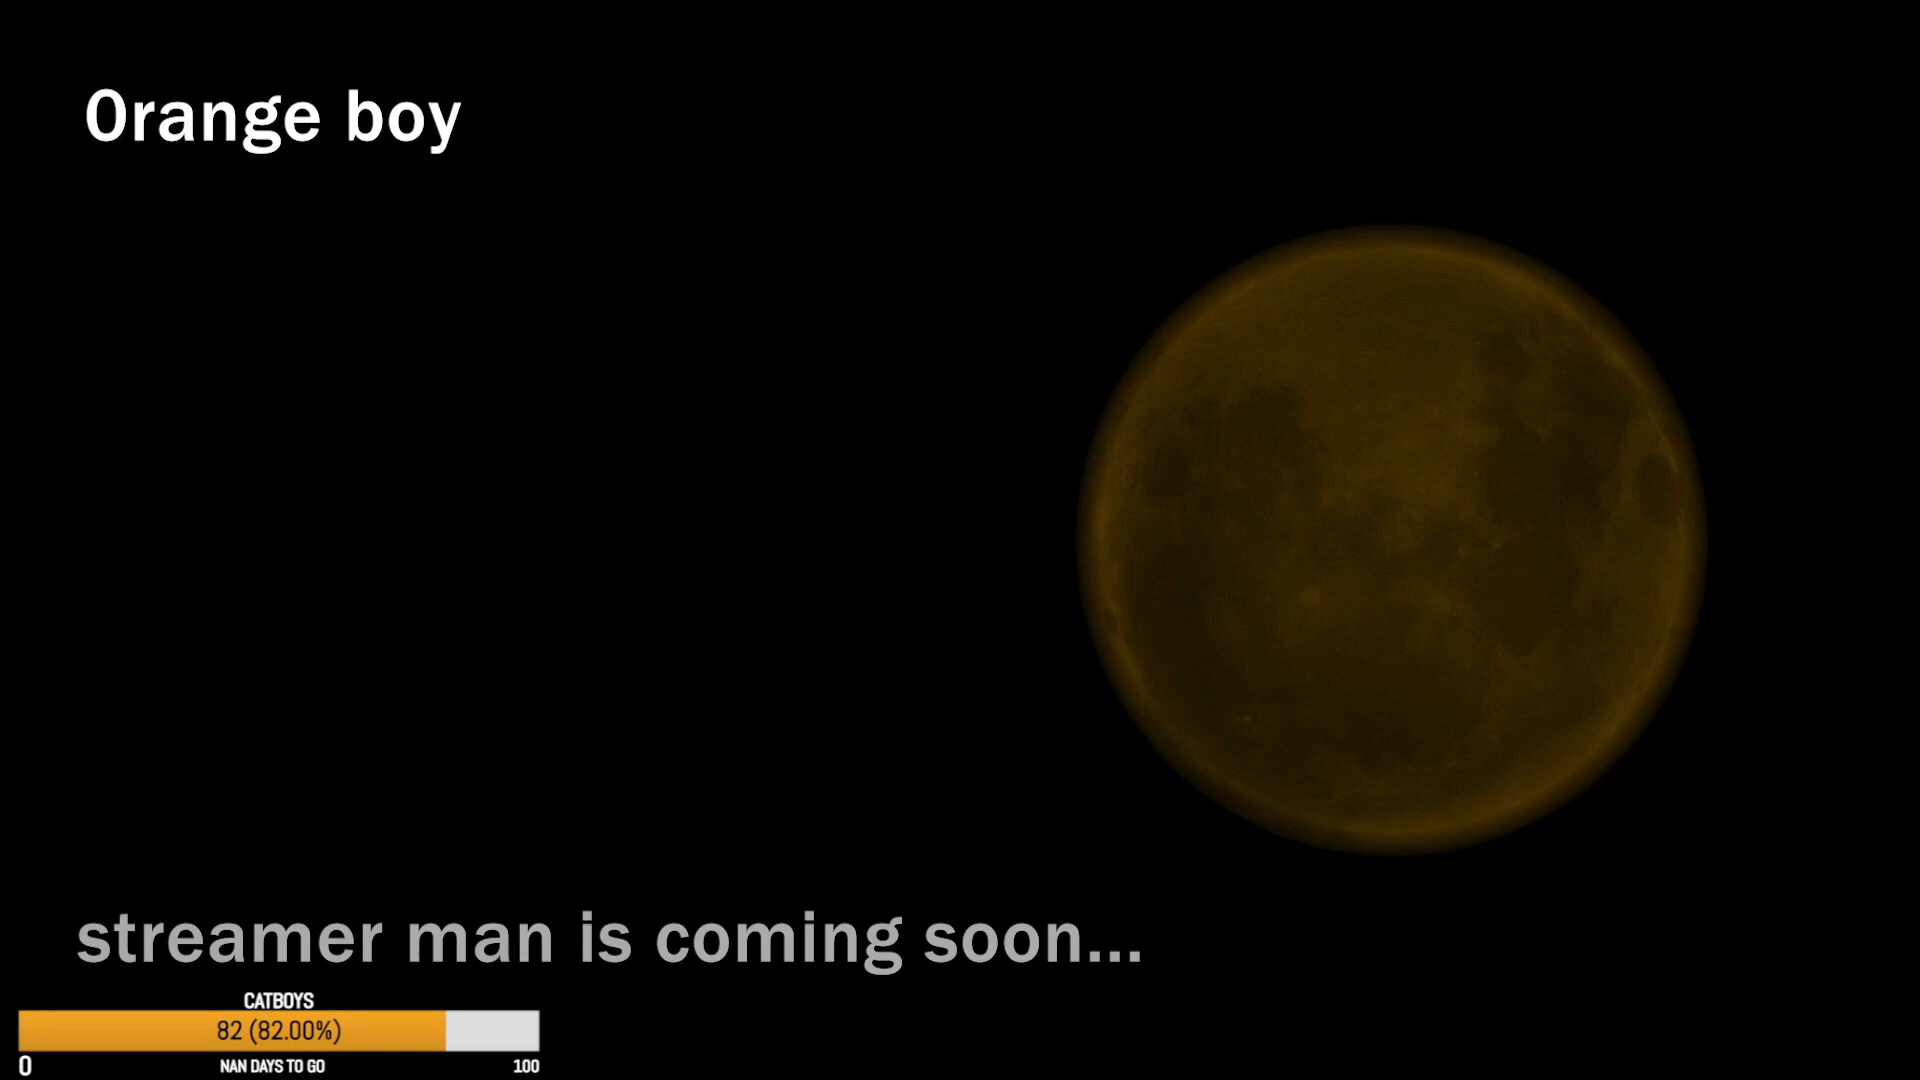 Orange boy
streamer man is coming soon...
CATBOYS
82 (82.00%)
0 NAN DAYS TO GO 100